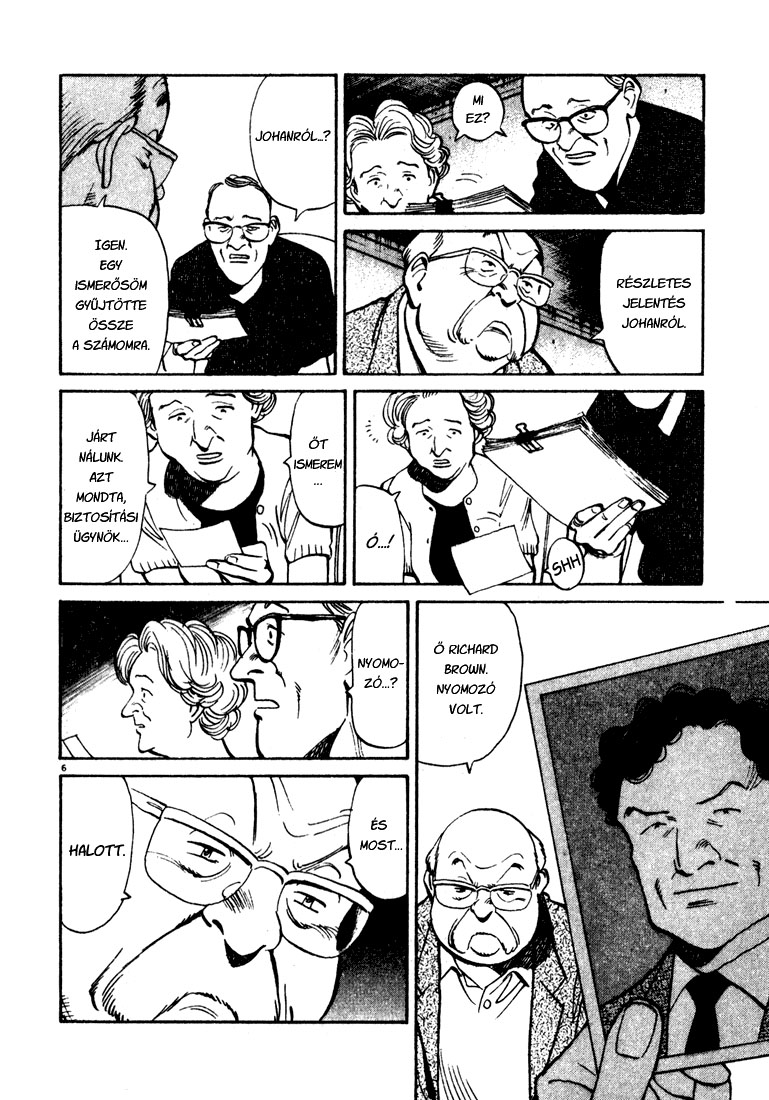 MI
EZ?
RÉSZLETES
JELENTÉS
JOHANRÓL.
JOHANRÓL...?
IGEN.
EGY
ISMERŐSÖM
GYŰJTÖTTE
ÖSSZE
A SZÁMOMRA.
SHH
Ó...!
ŐT
ISMEREM
...
JÁRT
NÁLUNK.
AZT
MONDTA,
BIZTOSÍTÁSI
ÜGYNÖK...
Ő RICHARD
BROWN.
NYOMOZÓ
VOLT.
NYOMO-
ZÓ...?
6
ÉS
MOST...
HALOTT.